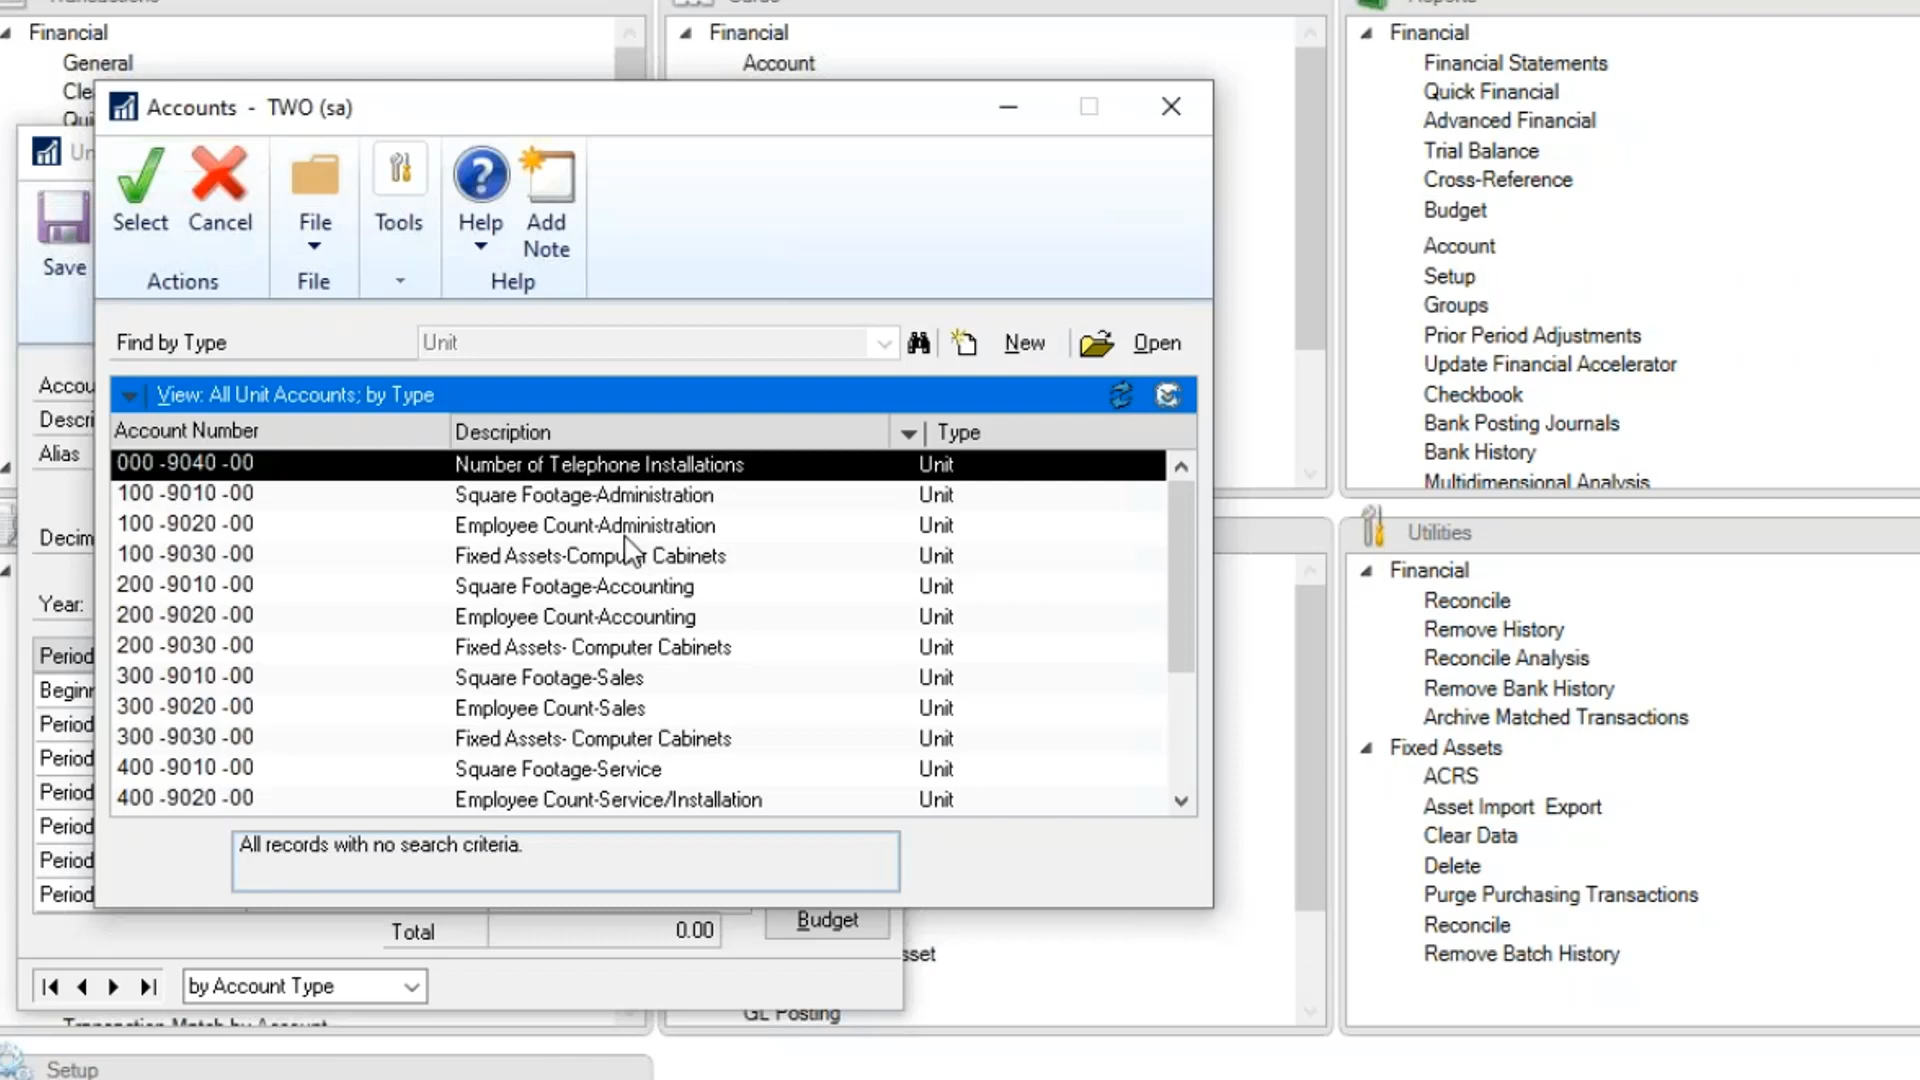 Financial
General
Cle
Qui
Financial
Account
Reports
Financial
Financial Statements
Quick Financial
Advanced Financial
Trial Balance
Cross-Reference
Budget
Account
Setup
Groups
Prior Period Adjustments
Update Financial Accelerator
Checkbook
Bank Posting Journals
Bank History
Multidimensional Analysis
Accounts - TWO (sa)
Select
Cancel
File
Tools
Help
Add Note
Actions
File
Help
Find by Type
Unit
New
Open
View: All Unit Accounts; by Type
Account Number Description Type
000 -9040 -00 Number of Telephone Installations Unit
100 -9010 -00 Square Footage-Administration Unit
100 -9020 -00 Employee Count-Administration Unit
100 -9030 -00 Fixed Assets-Computer Cabinets Unit
200 -9010 -00 Square Footage-Accounting Unit
200 -9020 -00 Employee Count-Accounting Unit
200 -9030 -00 Fixed Assets- Computer Cabinets Unit
300 -9010 -00 Square Footage-Sales Unit
300 -9020 -00 Employee Count-Sales Unit
300 -9030 -00 Fixed Assets- Computer Cabinets Unit
400 -9010 -00 Square Footage-Service Unit
400 -9020 -00 Employee Count-Service/Installation Unit
All records with no search criteria.
Un
Save
Accou
Descri
Alias
Decim
Year:
Period
Beginn
Period
Period
Period
Period
Period
Period
Total 0.00
Budget
by Account Type
sset
GL Posting
Transaction Match by Account
Setup
Utilities
Financial
Reconcile
Remove History
Reconcile Analysis
Remove Bank History
Archive Matched Transactions
Fixed Assets
ACRS
Asset Import Export
Clear Data
Delete
Purge Purchasing Transactions
Reconcile
Remove Batch History